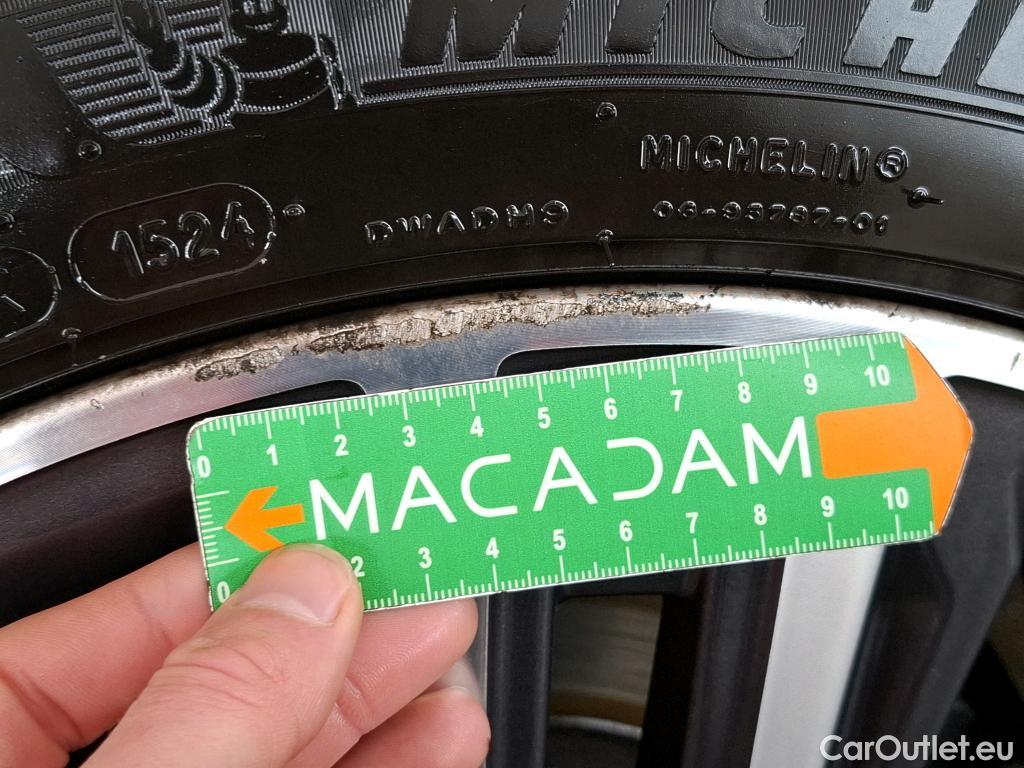 MICHEL
MICHELIN®
1524
DWADH9
06-93787-01
0 1 2 3 4 5 6 7 8 9 10
MACADAM
0 2 3 4 5 6 7 8 9 10
CarOutlet.eu